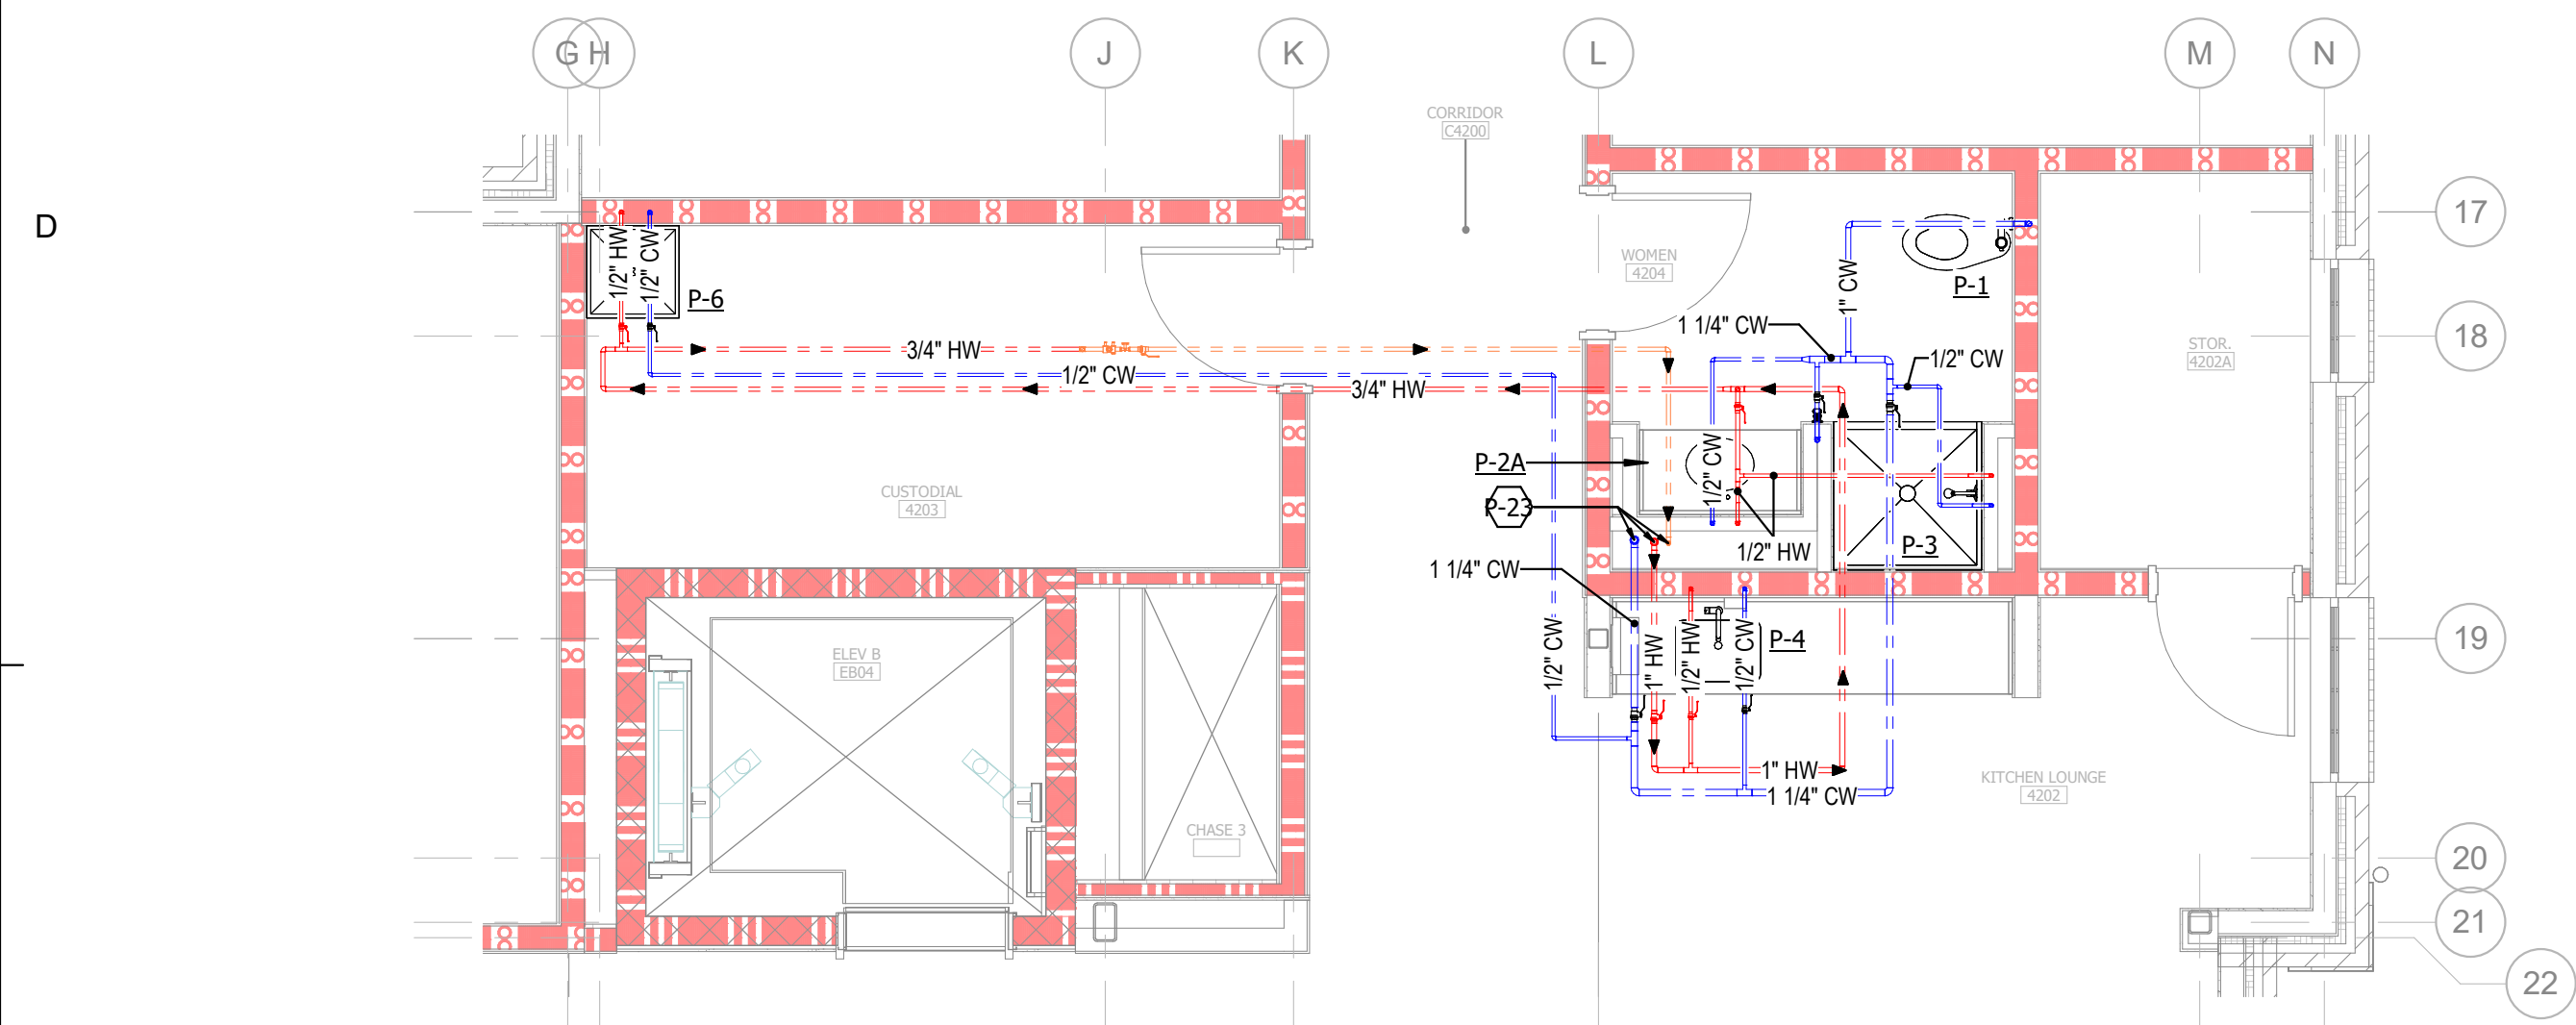 G H J K L M N
CORRIDOR
C4200
D
17
WOMEN
4204
1/2" HW
1/2" CW
1" CW
P-1
P-6
1 1/4" CW
18
3/4" HW
1/2" CW
STOR.
4202A
1/2" CW
3/4" HW
P-2A
1/2" CW
CUSTODIAL
4203
P-23
1/2" HW
P-3
1 1/4" CW
19
ELEV B
EB04
1/2" CW
1" HW
1/2" HW
1/2" CW
P-4
1" HW
KITCHEN LOUNGE
4202
1 1/4" CW
CHASE 3
20
21
22